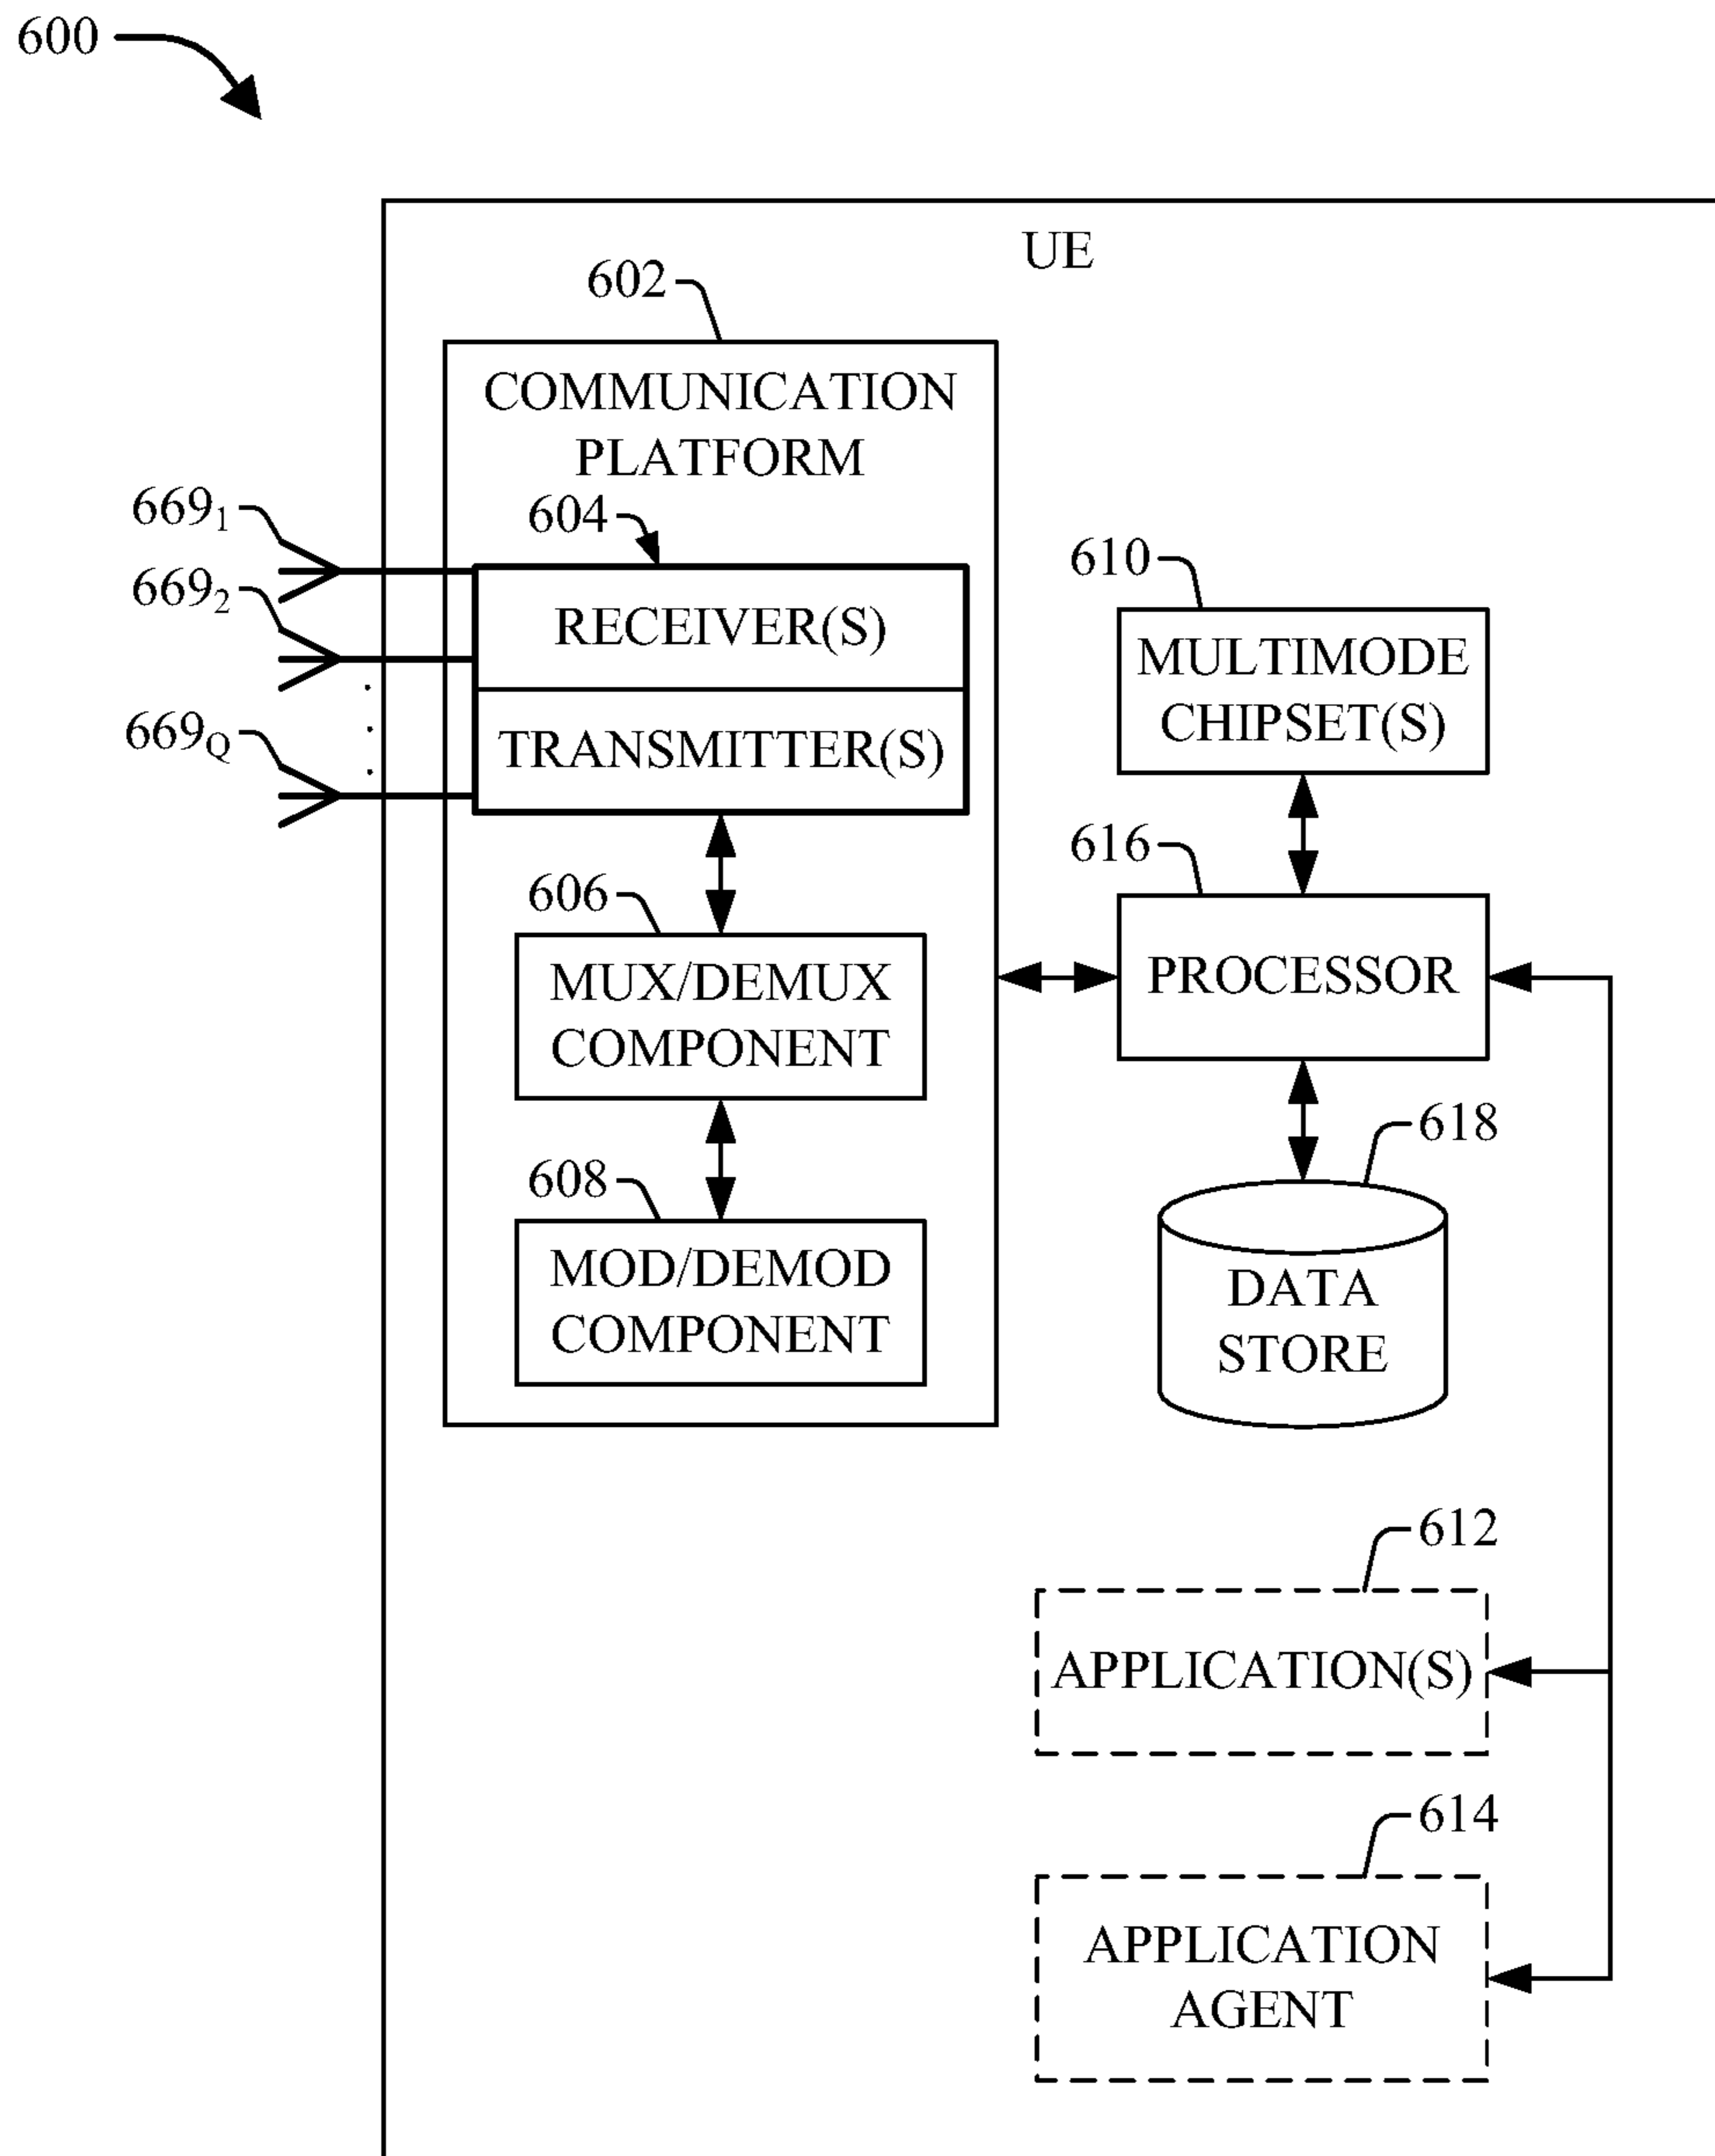 600
UE
602
COMMUNICATION
PLATFORM
604
669₁
669₂
669Q
RECEIVER(S)
TRANSMITTER(S)
606
MUX/DEMUX
COMPONENT
608
MOD/DEMOD
COMPONENT
610
MULTIMODE
CHIPSET(S)
616
PROCESSOR
618
DATA
STORE
612
APPLICATION(S)
614
APPLICATION
AGENT